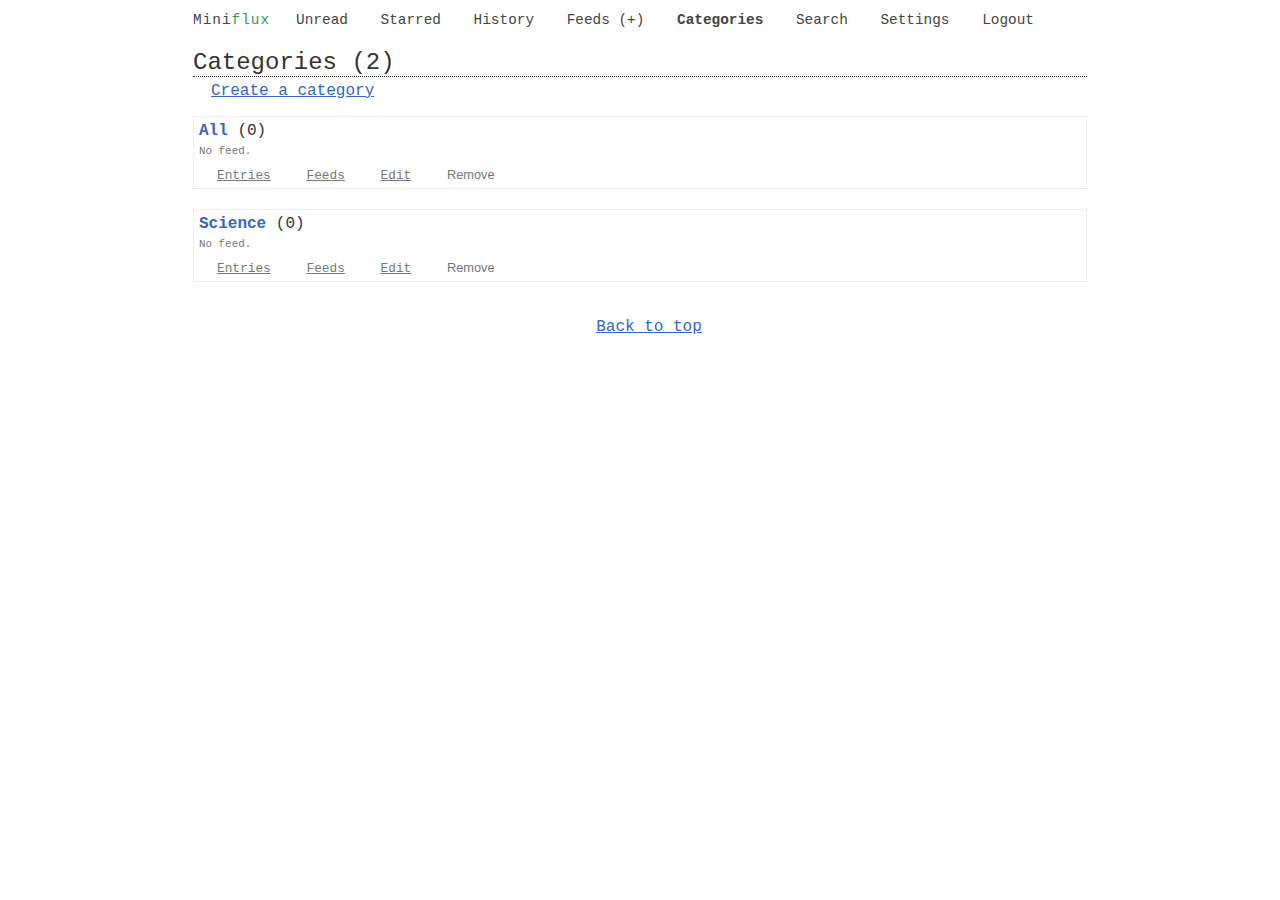 Miniflux Unread Starred History Feeds (+) Categories Search Settings Logout
Categories (2)
Create a category
All (0)
No feed.
Entries Feeds Edit Remove
Science (0)
No feed.
Entries Feeds Edit Remove
Back to top